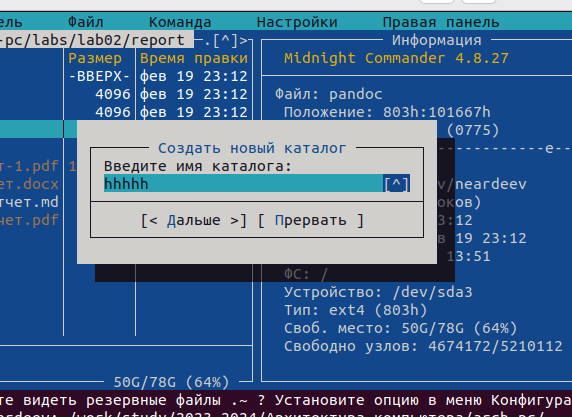 ель Файл Команда Настройки Правая панель
-pc/labs/lab02/report .[^]> Информация
Размер Время правки Midnight Commander 4.8.27
-ВВЕРХ- фев 19 23:12
4096 фев 19 23:12 Файл: pandoc
4096 фев 19 23:12 Положение: 803h:101667h
(0775)
Создать новый каталог
Введите имя каталога:
т-1.pdf 1
hhhhh [^]
ет.docx v/neardeev
тчет.md оков)
тчет.pdf [< Дальше >] [ Прервать ] 3:12
в 19 23:12
13:51
ФС: /
Устройство: /dev/sda3
Тип: ext4 (803h)
Своб. место: 50G/78G (64%)
Свободно узлов: 4674172/5210112
50G/78G (64%)
те видеть резервные файлы .~ ? Установите опцию в меню Конфигура